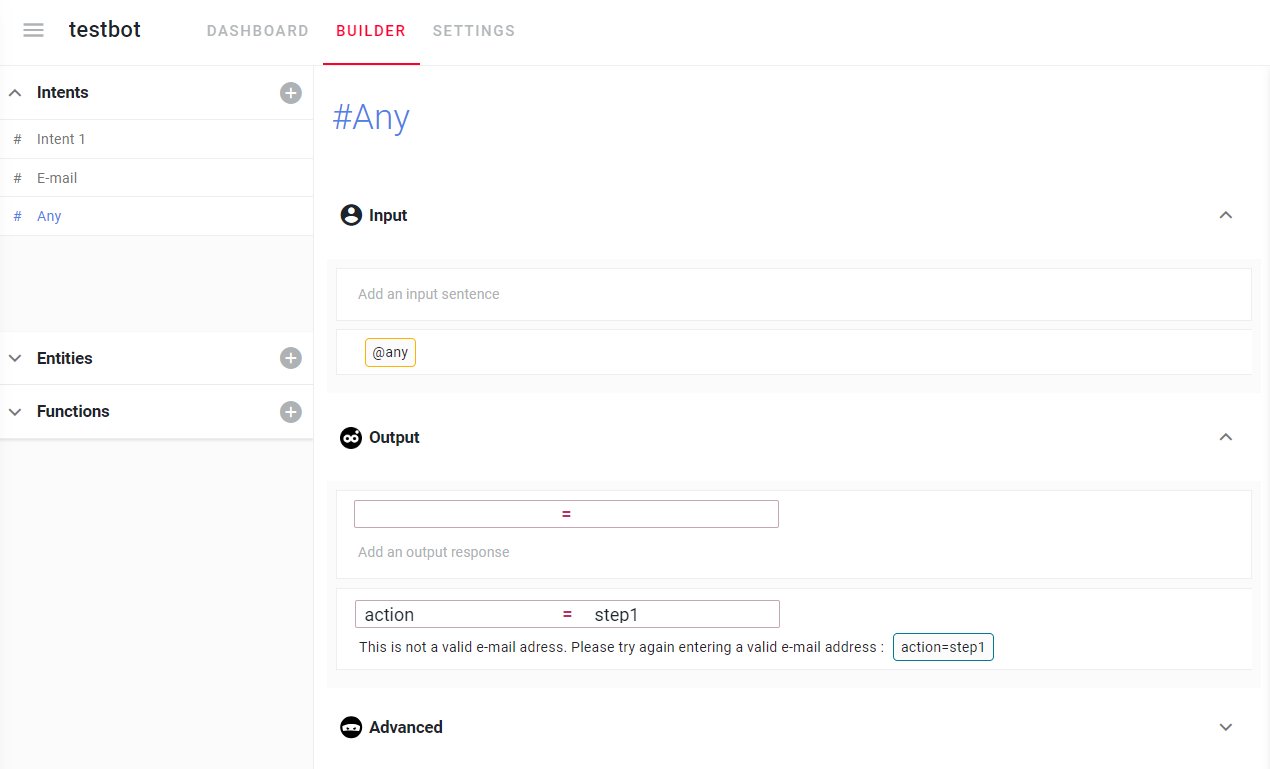 testbot DASHBOARD BUILDER SETTINGS
Intents
# Intent 1
# E-mail
# Any
Entities
Functions
#Any
Input
Add an input sentence
@any
Output
=
Add an output response
action = step1
This is not a valid e-mail adress. Please try again entering a valid e-mail address : action=step1
Advanced